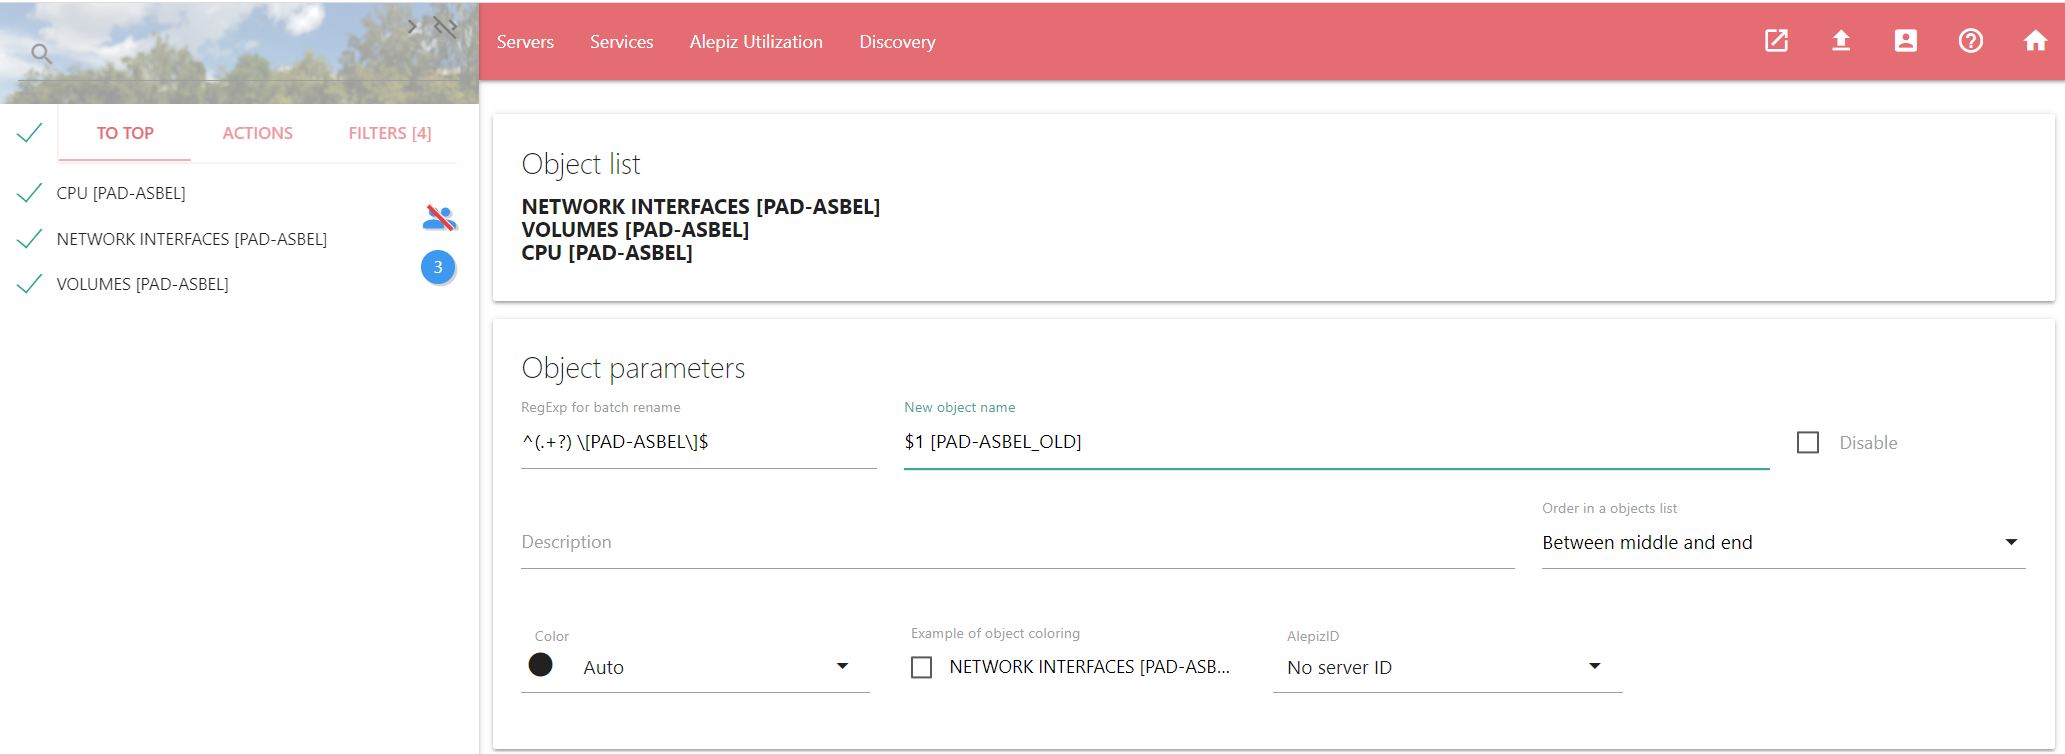 Servers Services Alepiz Utilization Discovery
TO TOP ACTIONS FILTERS [4]
CPU [PAD-ASBEL]
NETWORK INTERFACES [PAD-ASBEL]
3
VOLUMES [PAD-ASBEL]
Object list
NETWORK INTERFACES [PAD-ASBEL]
VOLUMES [PAD-ASBEL]
CPU [PAD-ASBEL]
Object parameters
RegExp for batch rename New object name
^(.+?) \[PAD-ASBEL\]$ $1 [PAD-ASBEL_OLD] Disable
Order in a objects list
Description Between middle and end
Color Example of object coloring AlepizID
Auto NETWORK INTERFACES [PAD-ASB... No server ID